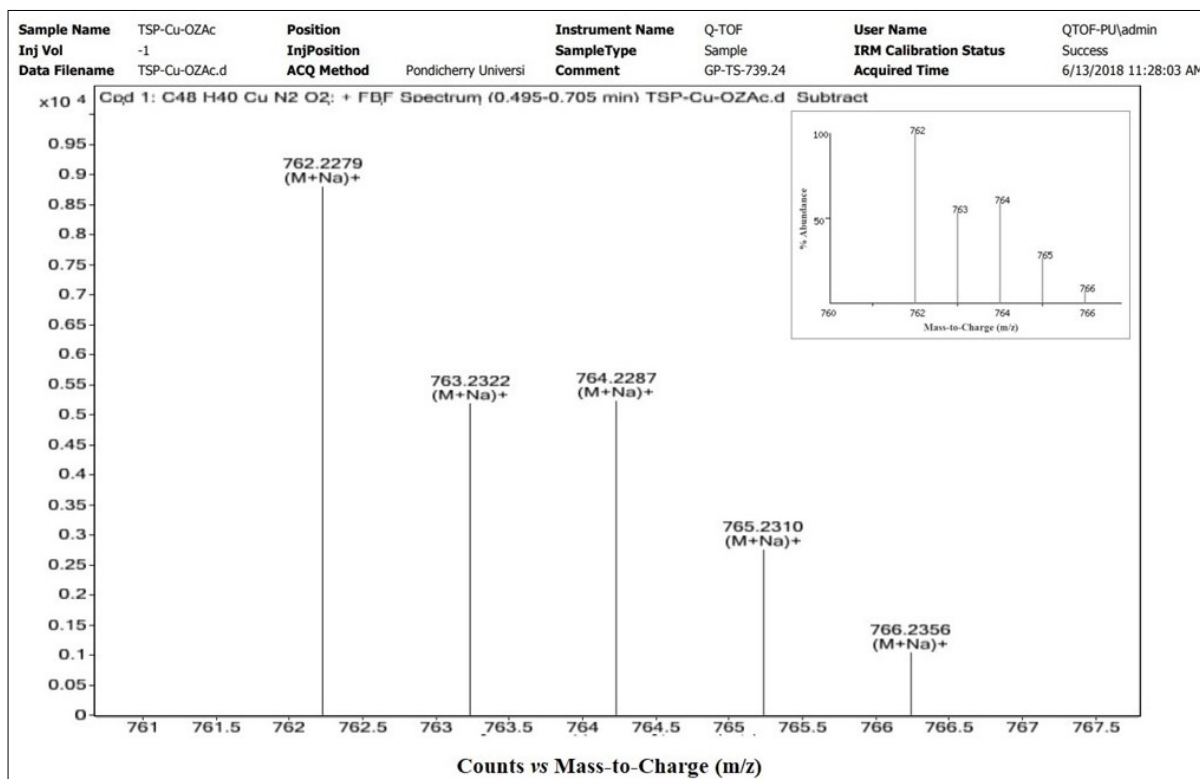 Sample Name TSP-Cu-OZAc Position Instrument Name Q-TOF User Name QTOF-PU\admin
Inj Vol -1 InjPosition SampleType Sample IRM Calibration Status Success
Data Filename TSP-Cu-OZAc.d ACQ Method Pondicherry Universi Comment GP-TS-739.24 Acquired Time 6/13/2018 11:28:03 AM
x10 4 Cpd 1: C48 H40 Cu N2 O2: + FBF Spectrum (0.495-0.705 min) TSP-Cu-OZAc.d Subtract
0.95
0.9
0.85
0.8
0.75
0.7
0.65
0.6
0.55
0.5
0.45
0.4
0.35
0.3
0.25
0.2
0.15
0.1
0.05
0
762.2279
(M+Na)+
763.2322
(M+Na)+
764.2287
(M+Na)+
765.2310
(M+Na)+
766.2356
(M+Na)+
761 761.5 762 762.5 763 763.5 764 764.5 765 765.5 766 766.5 767 767.5
Counts vs Mass-to-Charge (m/z)
% Abundance
100
50
762
763
764
765
766
760 762 764 766
Mass-to-Charge (m/z)